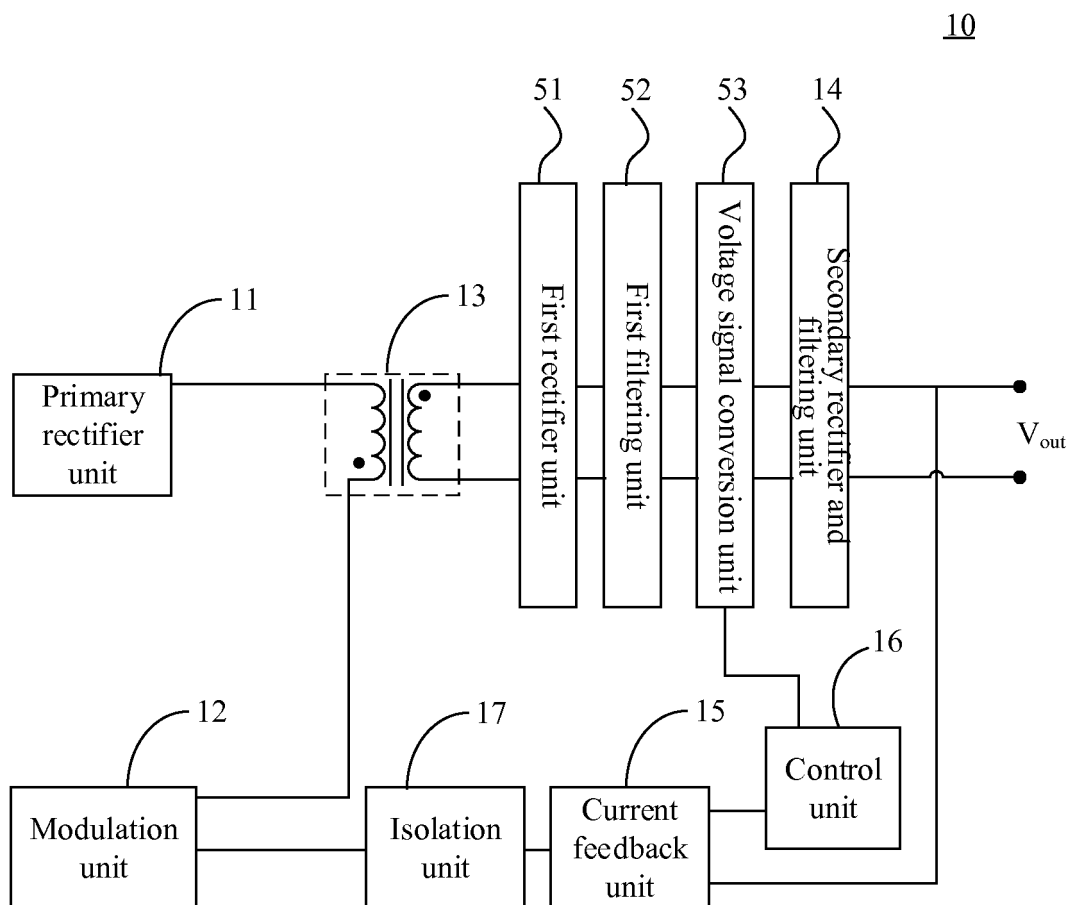 10
51
52
53
14
11
13
Primary
rectifier
unit
First rectifier unit
First filtering unit
Voltage signal conversion unit
Secondary rectifier and
filtering unit
Vout
16
12
17
15
Control
unit
Modulation
unit
Isolation
unit
Current
feedback
unit